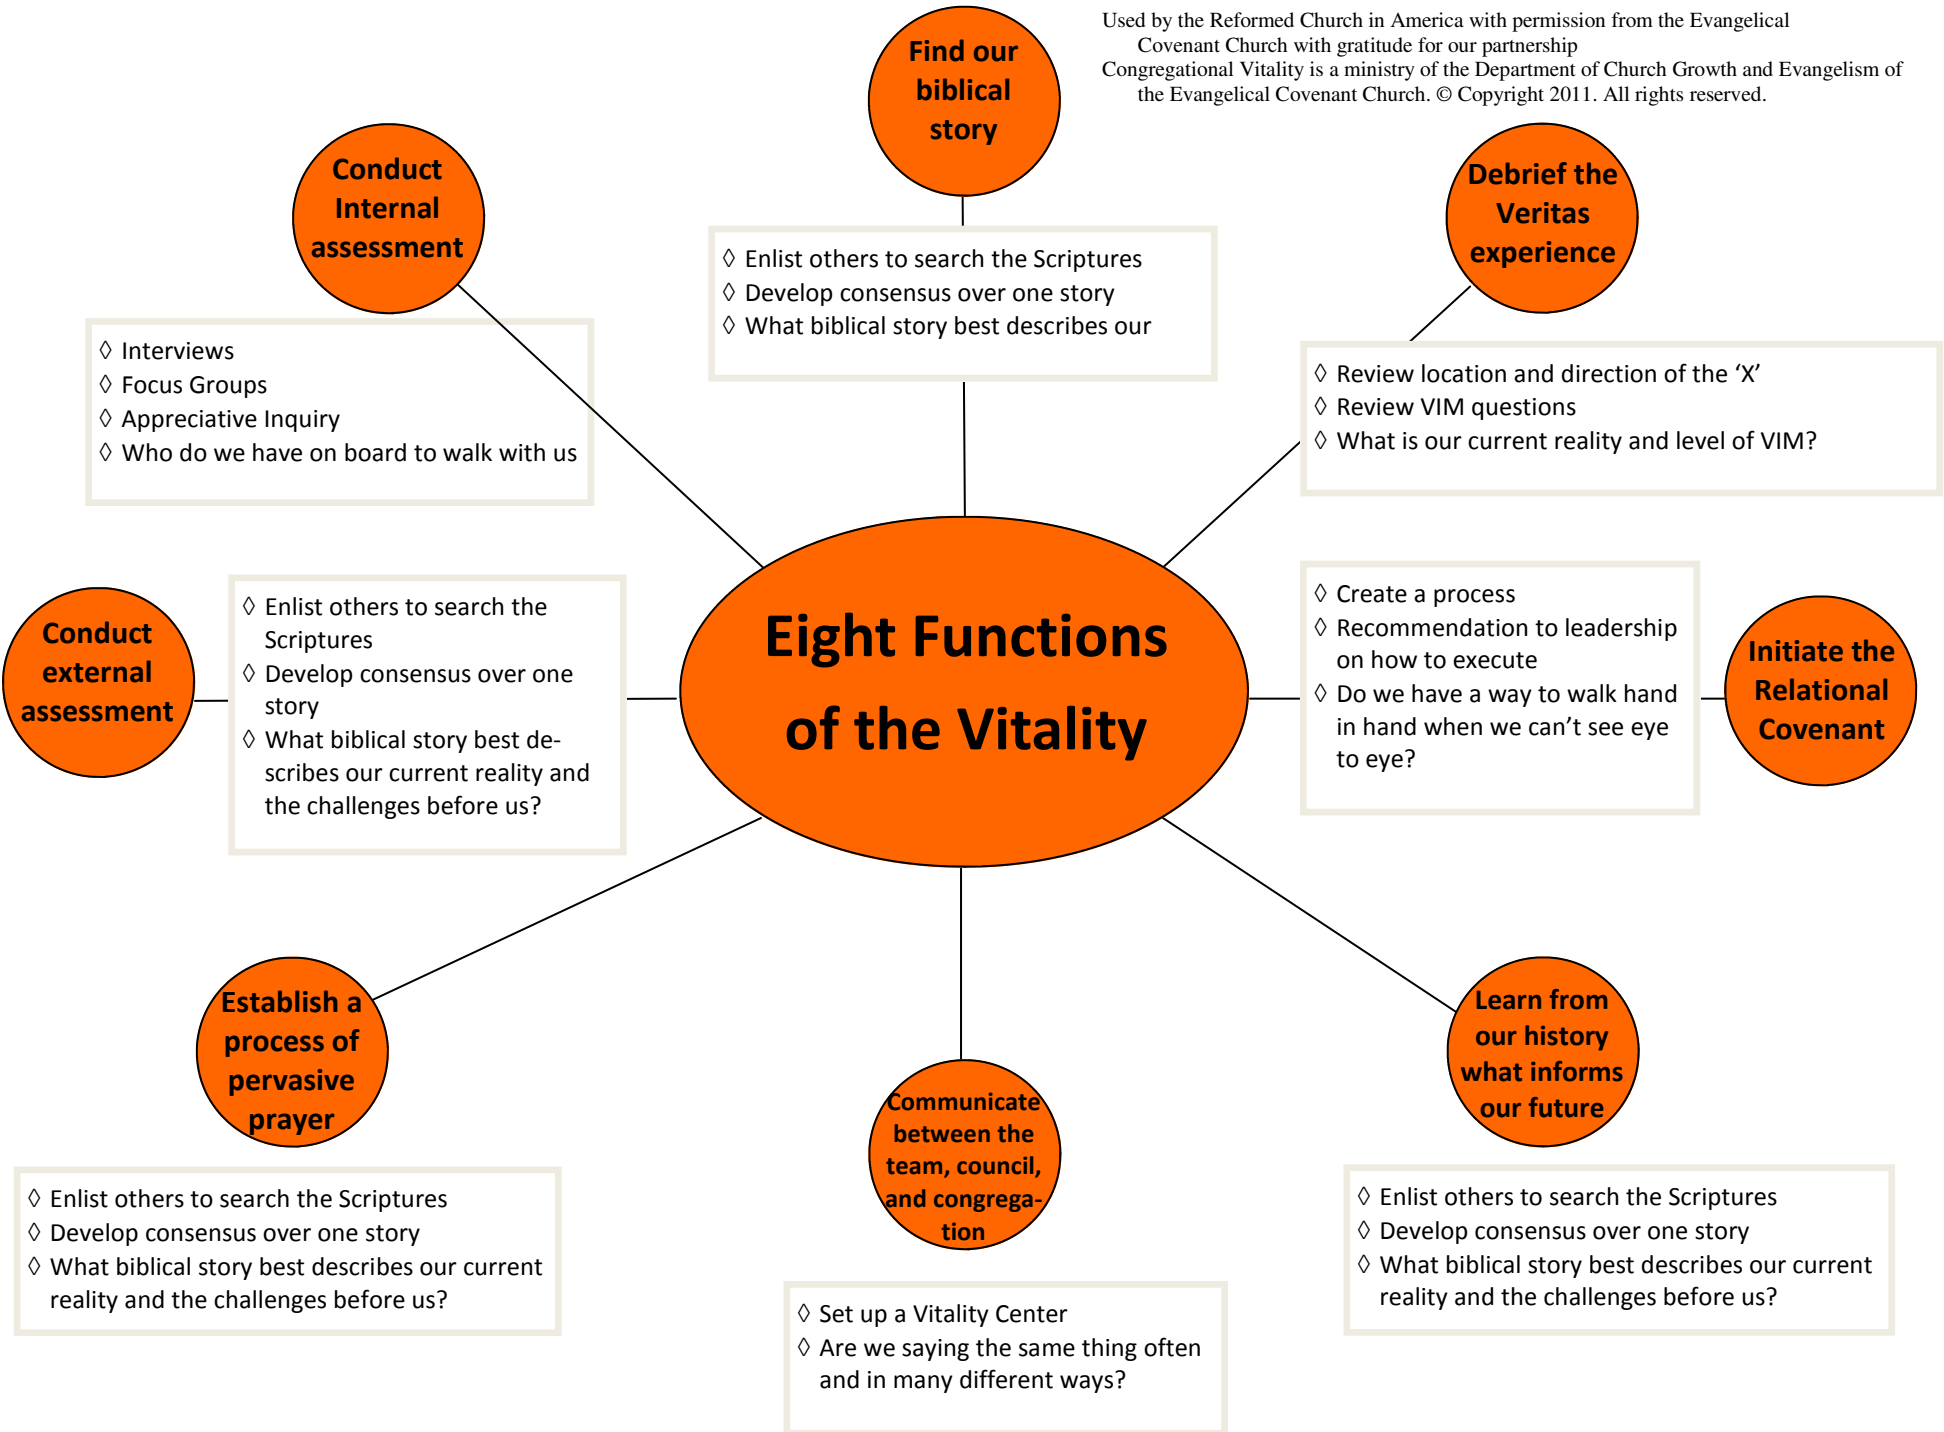 Used by the Reformed Church in America with permission from the Evangelical
Covenant Church with gratitude for our partnership
Congregational Vitality is a ministry of the Department of Church Growth and Evangelism of
the Evangelical Covenant Church. © Copyright 2011. All rights reserved.
Find our
biblical
story
◊ Enlist others to search the Scriptures
◊ Develop consensus over one story
◊ What biblical story best describes our
Debrief the
Veritas
experience
◊ Review location and direction of the ‘X’
◊ Review VIM questions
◊ What is our current reality and level of VIM?
Conduct
Internal
assessment
◊ Interviews
◊ Focus Groups
◊ Appreciative Inquiry
◊ Who do we have on board to walk with us
Conduct
external
assessment
◊ Enlist others to search the
Scriptures
◊ Develop consensus over one
story
◊ What biblical story best de-
scribes our current reality and
the challenges before us?
Eight Functions
of the Vitality
◊ Create a process
◊ Recommendation to leadership
on how to execute
◊ Do we have a way to walk hand
in hand when we can’t see eye
to eye?
Initiate the
Relational
Covenant
Establish a
process of
pervasive
prayer
◊ Enlist others to search the Scriptures
◊ Develop consensus over one story
◊ What biblical story best describes our current
reality and the challenges before us?
Communicate
between the
team, council,
and congrega-
tion
◊ Set up a Vitality Center
◊ Are we saying the same thing often
and in many different ways?
Learn from
our history
what informs
our future
◊ Enlist others to search the Scriptures
◊ Develop consensus over one story
◊ What biblical story best describes our current
reality and the challenges before us?